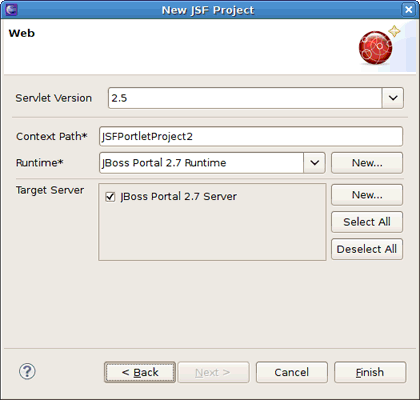 New JSF Project
Web
Servlet Version 2.5
Context Path* JSFPortletProject2
Runtime* JBoss Portal 2.7 Runtime New...
Target Server JBoss Portal 2.7 Server New...
Select All
Deselect All
< Back Next > Cancel Finish